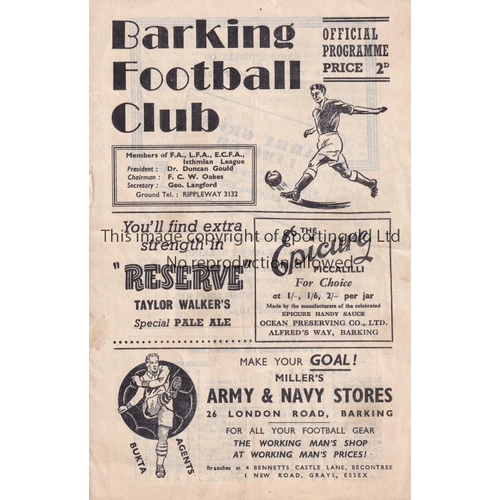 Barking
Football
Club
OFFICIAL
PROGRAMME
PRICE 2D
Members of F.A., L.F.A., E.C.F.A.,
Isthmian League
President : Dr. Duncan Gould
Chairman : F. C. W. Oakes
Secretary : Geo. Langford
Ground Tel. : RIPPLEWAY 3132
You'll find extra
strength in
"RESERVE"
TAYLOR WALKER'S
Special PALE ALE
THE
Epicure
PICCALILLI
For Choice
at 1/-, 1/6, 2/- per jar
Made by the manufacturers of the celebrated
EPICURE HANDY SAUCE
OCEAN PRESERVING CO., LTD.
ALFRED'S WAY, BARKING
This image copyright of Sportingold Ltd
No reproduction allowed
BUKTA AGENTS
MAKE YOUR GOAL!
MILLER'S
ARMY & NAVY STORES
26 LONDON ROAD, BARKING
FOR ALL YOUR FOOTBALL GEAR
THE WORKING MAN'S SHOP
AT WORKING MAN'S PRICES!
Branches at 4 BENNETTS CASTLE LANE, BECONTREE
1 NEW ROAD, GRAYS, ESSEX